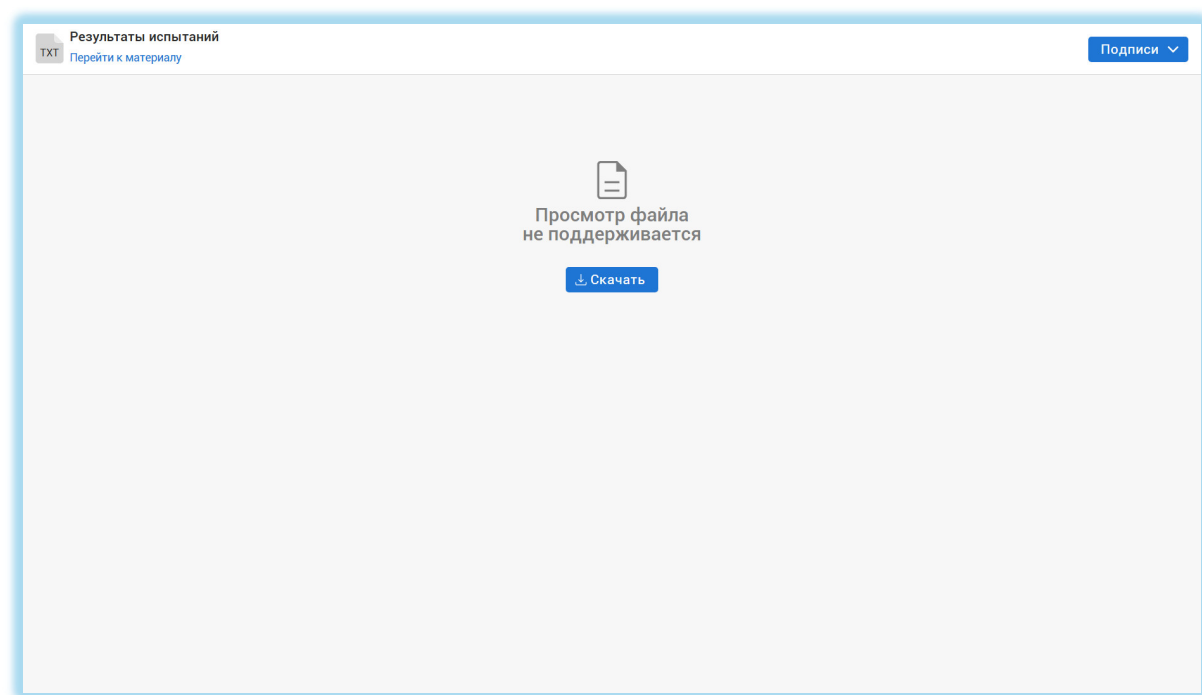 Результаты испытаний
TXT
Перейти к материалу
Подписи
Просмотр файла
не поддерживается
Скачать